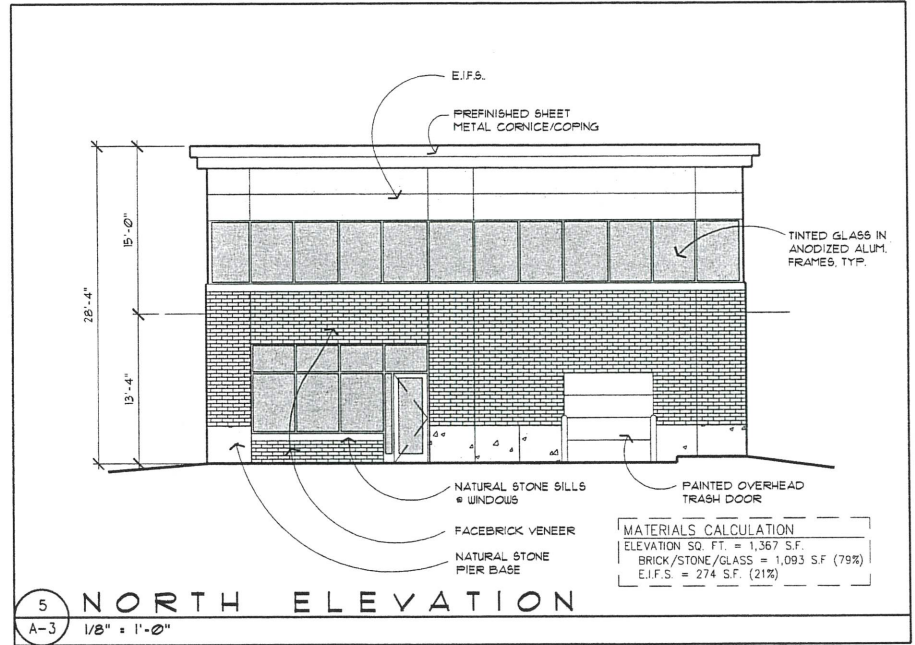 E.I.F.S..
PREFINISHED SHEET
METAL CORNICE/COPING
15'-0"
28'-4"
13'-4"
TINTED GLASS IN
ANODIZED ALUM.
FRAMES, TYP.
NATURAL STONE SILLS
@ WINDOWS
FACEBRICK VENEER
NATURAL STONE
PIER BASE
PAINTED OVERHEAD
TRASH DOOR
MATERIALS CALCULATION
ELEVATION SQ. FT. = 1,367 S.F.
BRICK/STONE/GLASS = 1,093 S.F (79%)
E.I.F.S. = 274 S.F. (21%)
5
A-3
NORTH ELEVATION
1/8" = 1'-0"